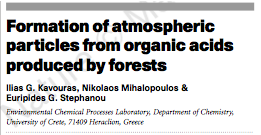 Formation of atmospheric
particles from organic acids
produced by forests
Ilias G. Kavouras, Nikolaos Mihalopoulos &
Euripides G. Stephanou
Environmental Chemical Processes Laboratory, Department of Chemistry,
University of Crete, 71409 Heraclion, Greece